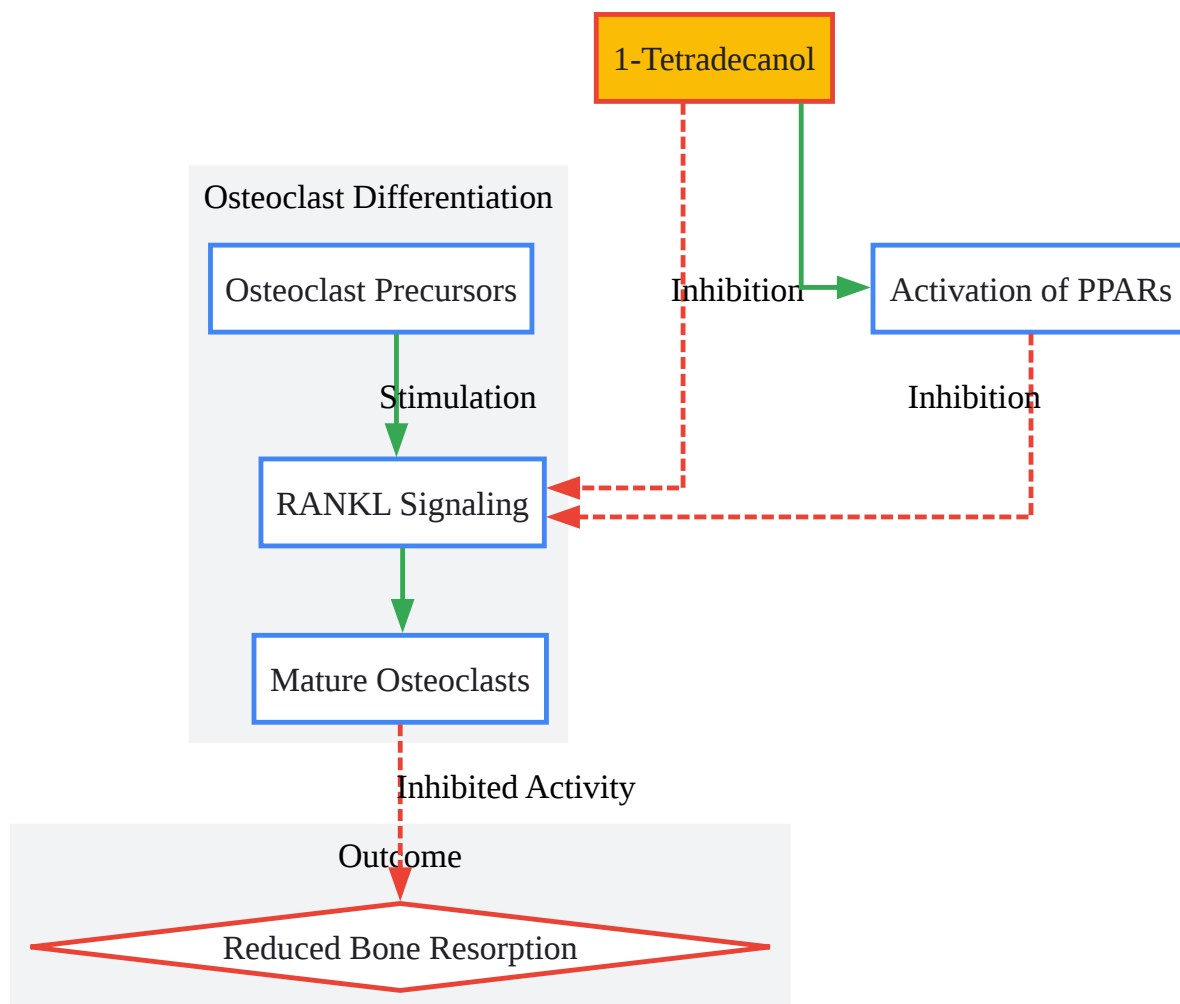 1-Tetradecanol
Osteoclast Differentiation
Osteoclast Precursors
Inhibition
Activation of PPARs
Stimulation
Inhibition
RANKL Signaling
Mature Osteoclasts
Inhibited Activity
Outcome
Reduced Bone Resorption